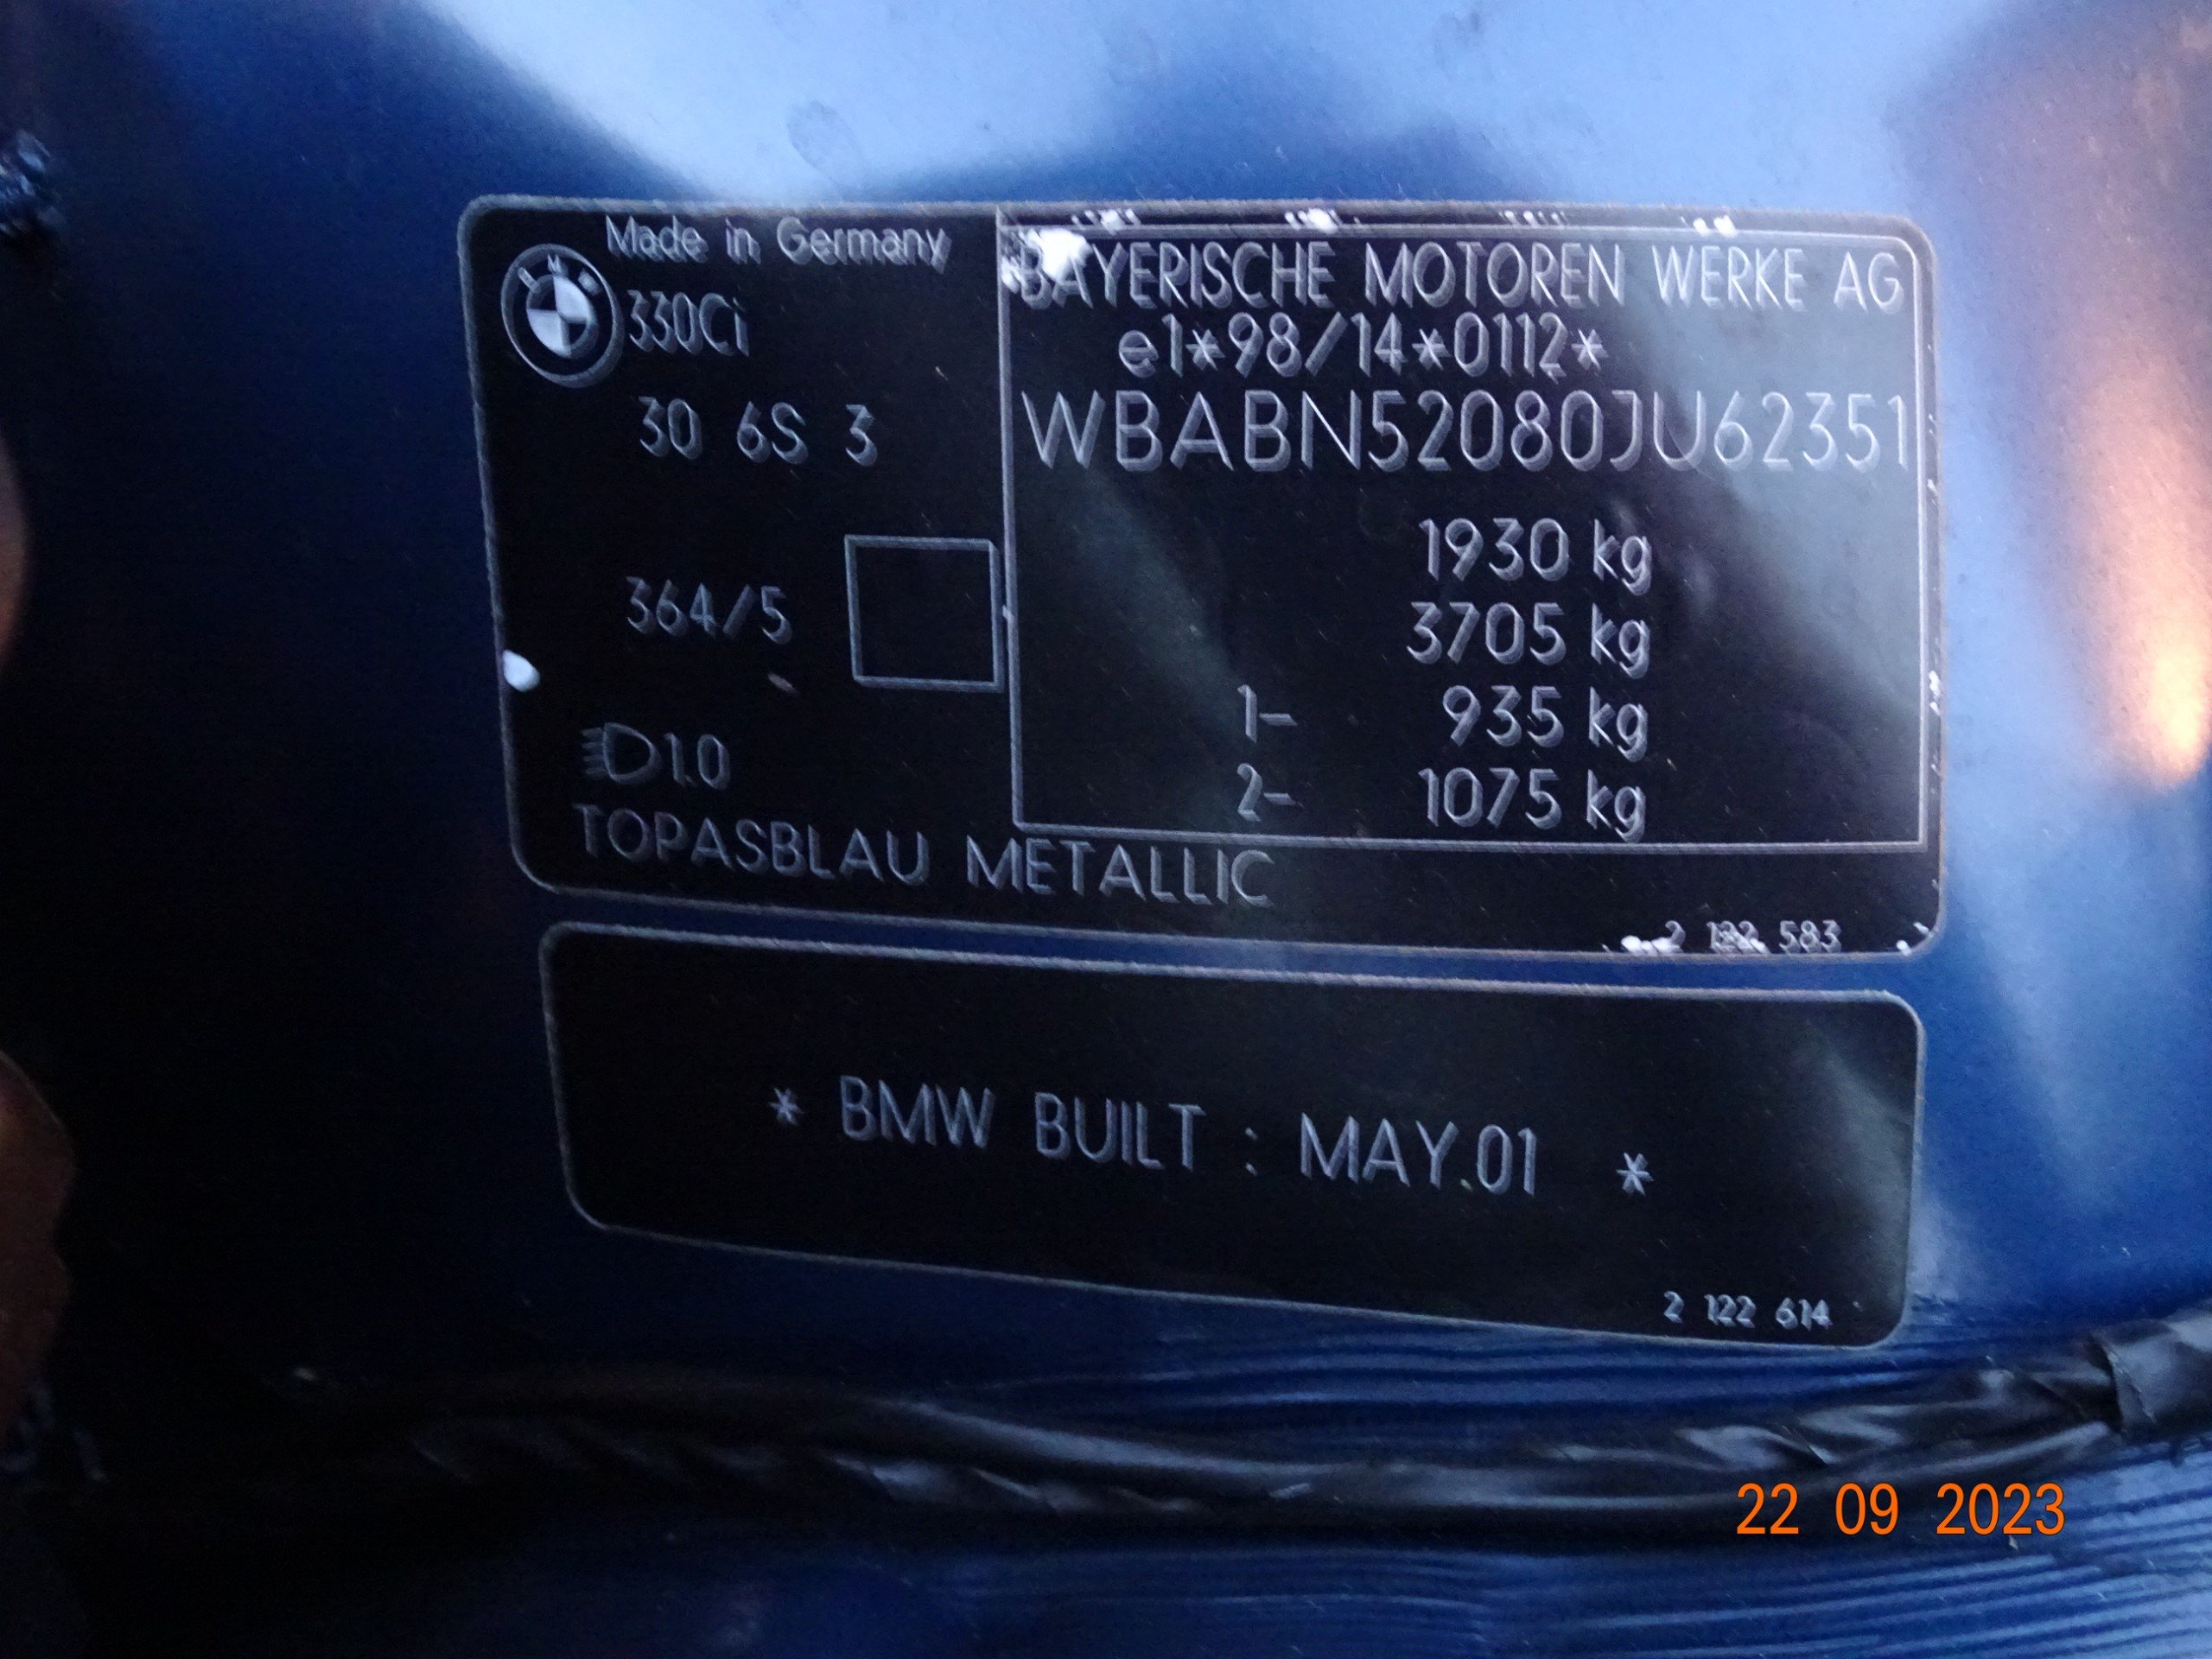 Made in Germany
BMW
330Ci
30 6S 3
364/5
1.0
TOPASBLAU METALLIC
BAYERISCHE MOTOREN WERKE AG
e1*98/14*0112*
WBABN52080JU62351
1930 kg
3705 kg
1- 935 kg
2- 1075 kg
2 122 583
* BMW BUILT : MAY.01 *
2 122 614
22 09 2023